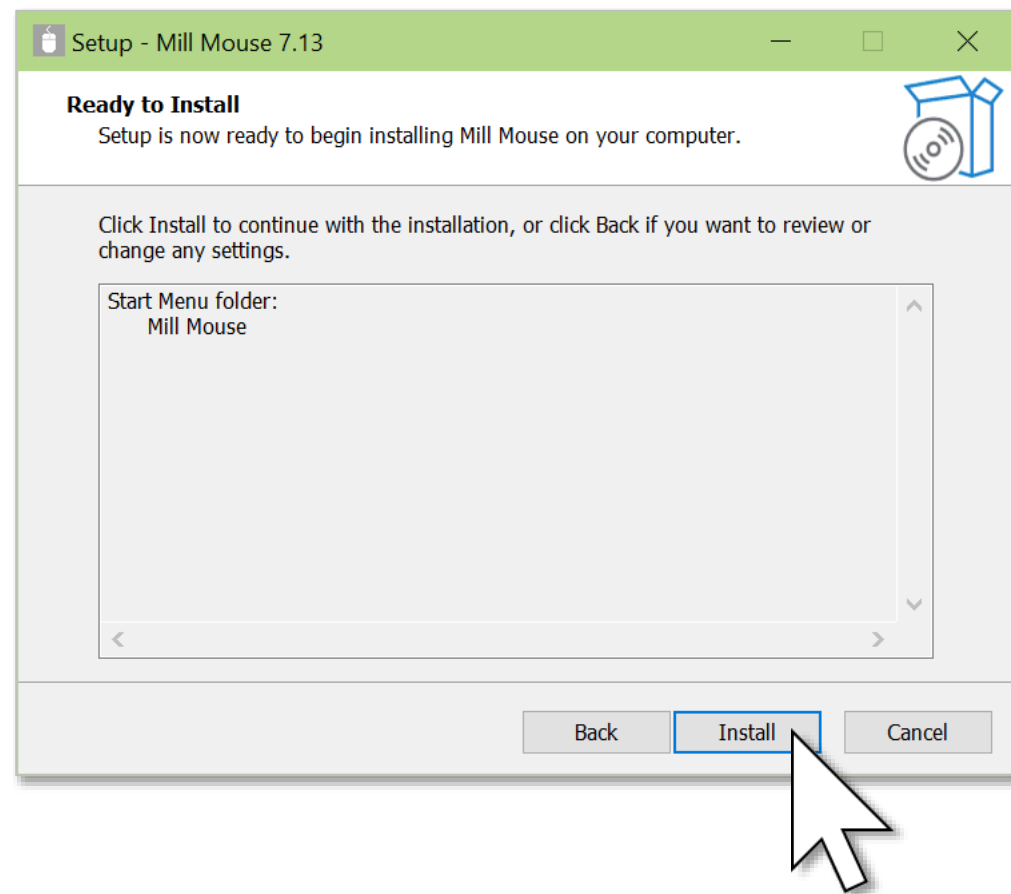 Setup - Mill Mouse 7.13
Ready to Install
Setup is now ready to begin installing Mill Mouse on your computer.
Click Install to continue with the installation, or click Back if you want to review or
change any settings.
Start Menu folder:
Mill Mouse
Back
Install
Cancel